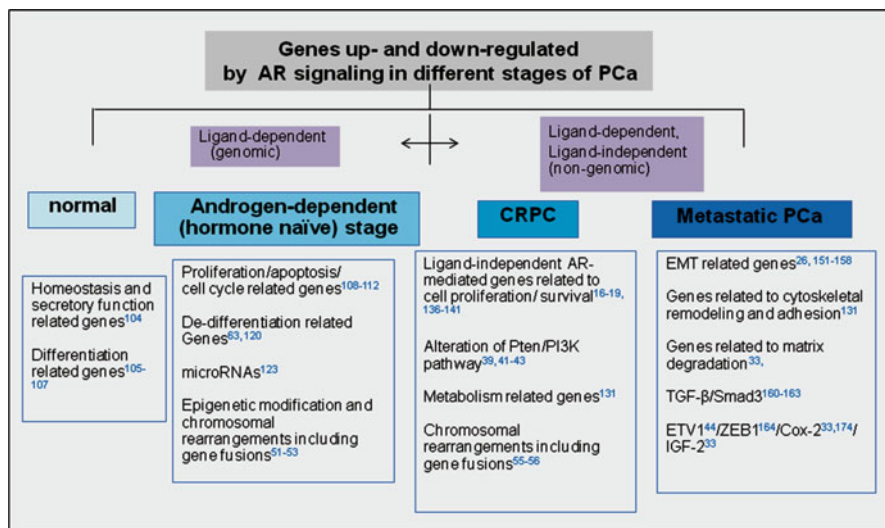 Genes up- and down-regulated
by AR signaling in different stages of PCa
Ligand-dependent
(genomic)
Ligand-dependent,
Ligand-independent
(non-genomic)
normal
Androgen-dependent
(hormone naïve) stage
CRPC
Metastatic PCa
Homeostasis and
secretory function
related genes104
Differentiation
related genes105-
107
Proliferation/apoptosis/
cell cycle related genes108-112
De-differentiation related
Genes63, 120
microRNAs123
Epigenetic modification and
chromosomal
rearrangements including
gene fusions51-53
Ligand-independent AR-
mediated genes related to
cell proliferation/ survival16-19,
136-141
Alteration of Pten/PI3K
pathway39, 41-43
Metabolism related genes131
Chromosomal
rearrangements including
gene fusions55-56
EMT related genes26, 151-158
Genes related to cytoskeletal
remodeling and adhesion131
Genes related to matrix
degradation33,
TGF-β/Smad3160-163
ETV144/ZEB1164/Cox-233,174/
IGF-233